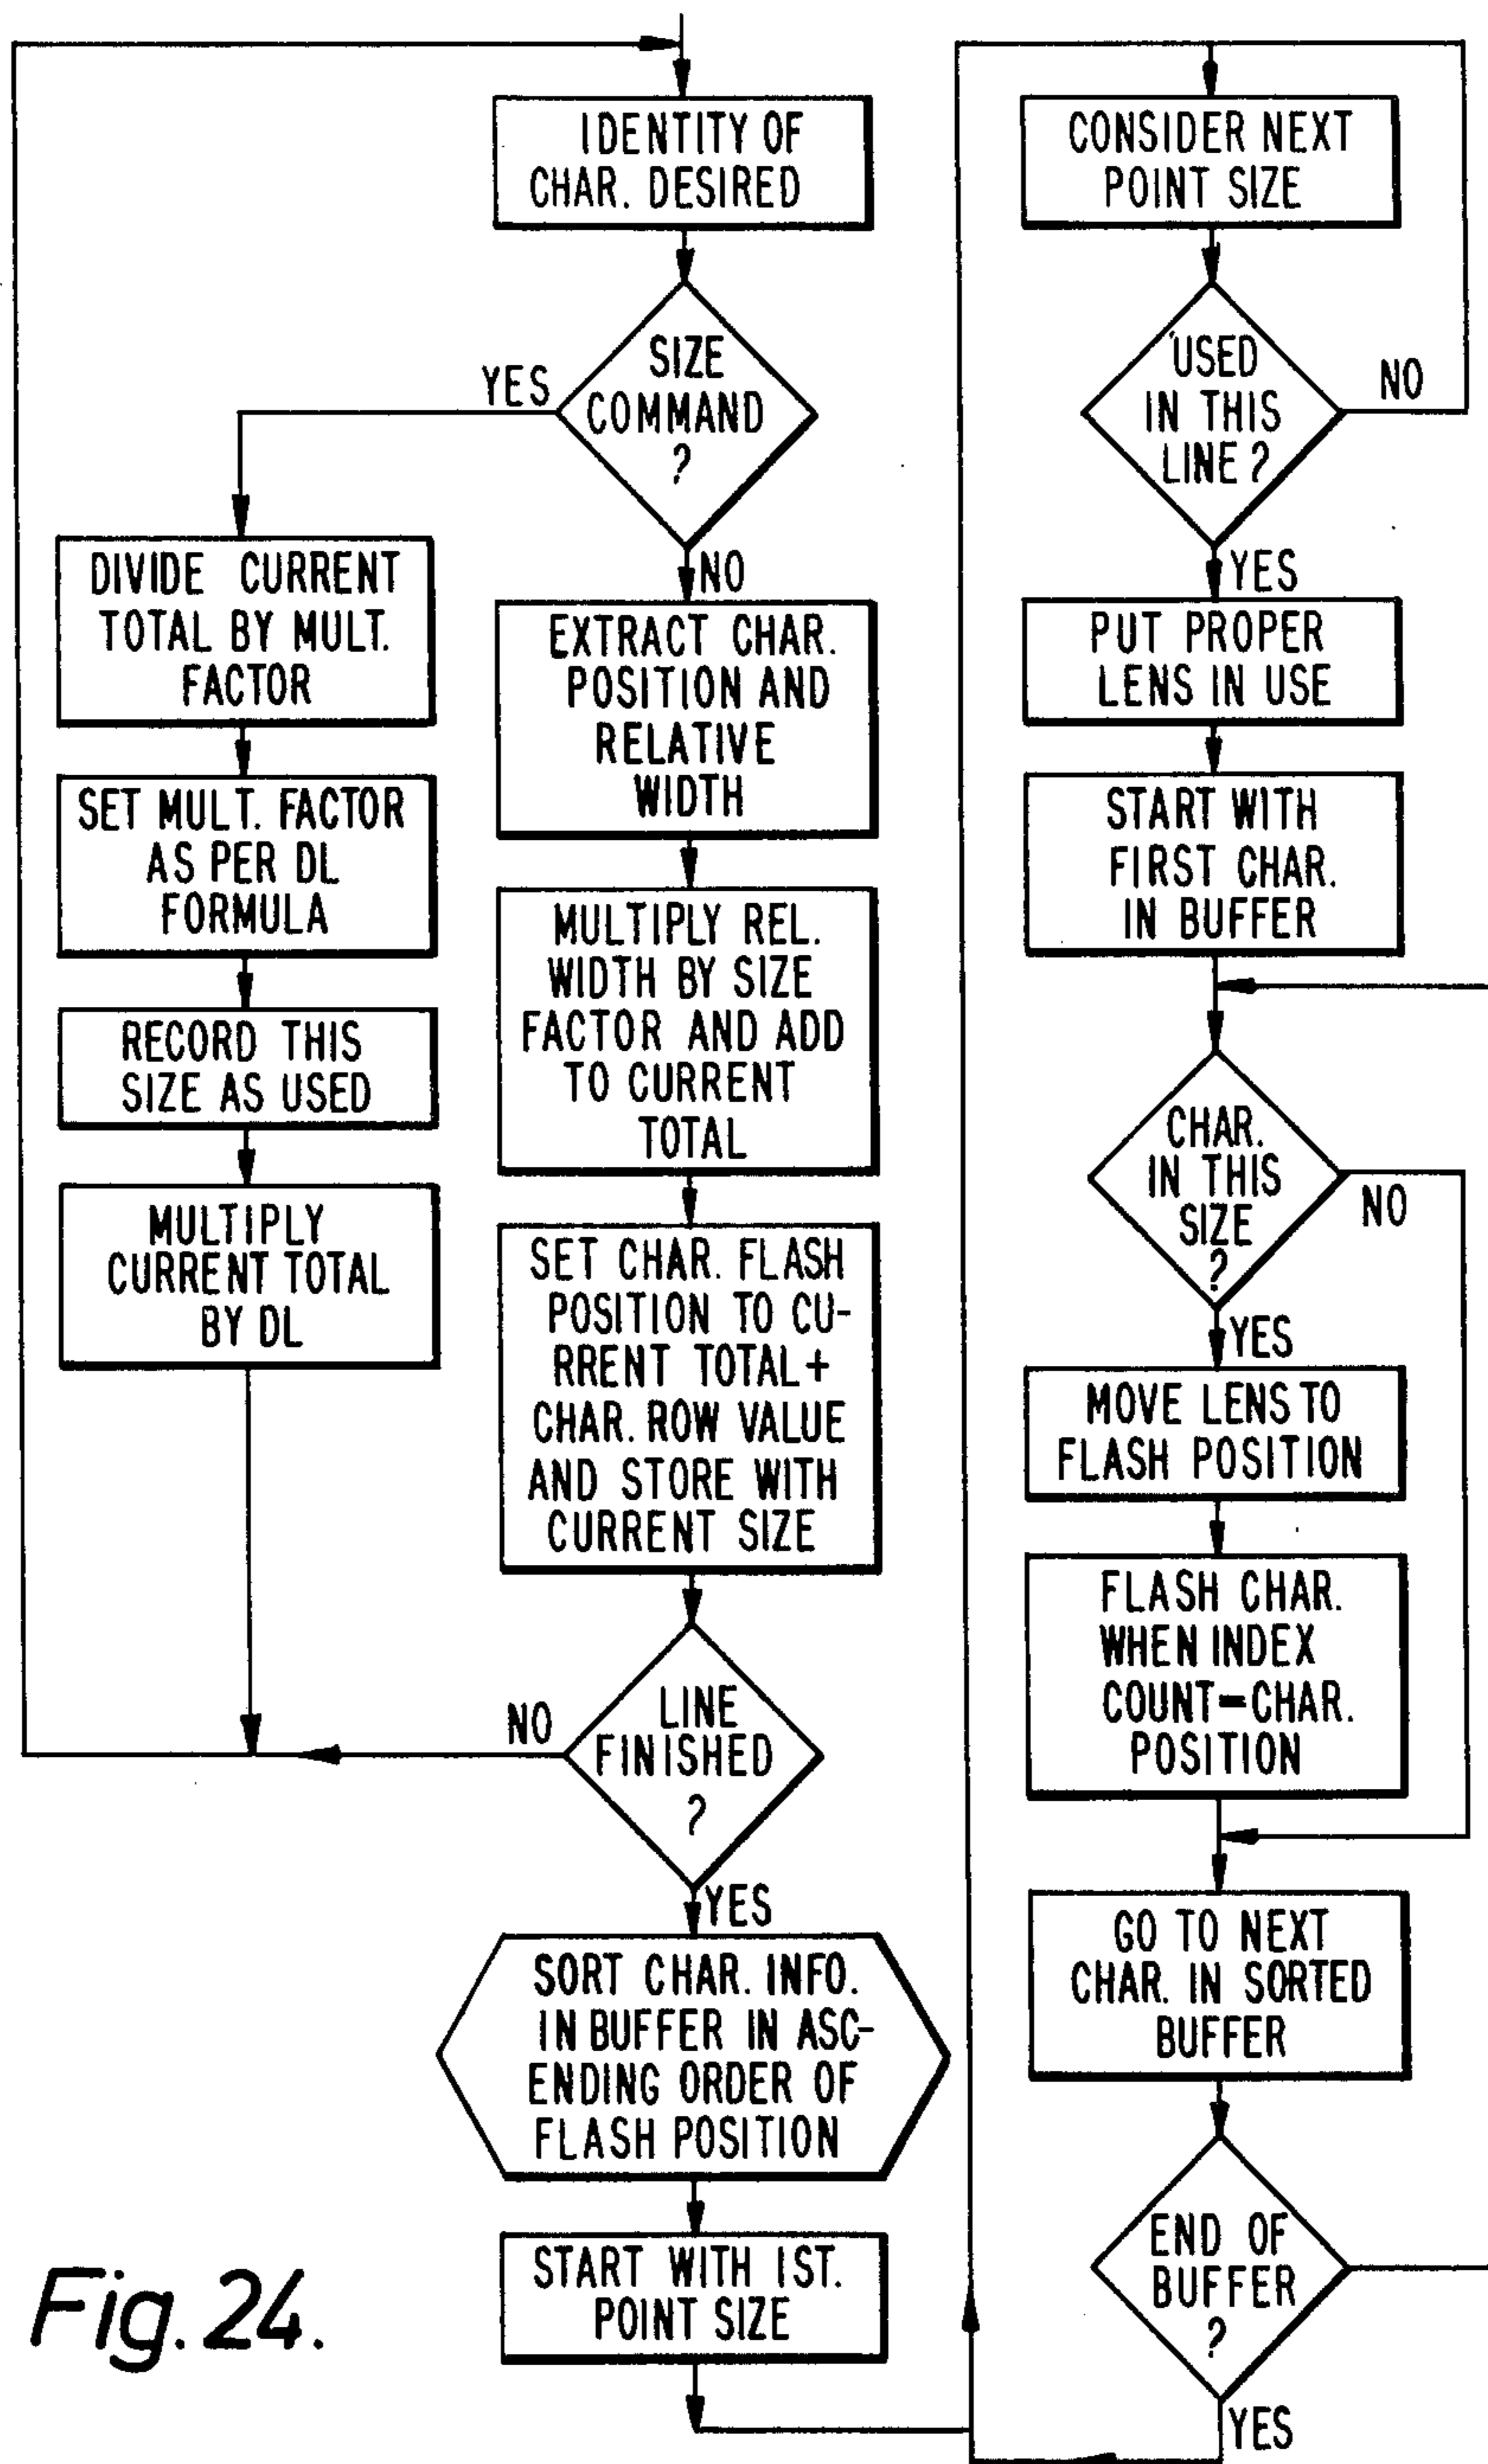 IDENTITY OF
CHAR. DESIRED
SIZE
COMMAND
?
YES
NO
DIVIDE CURRENT
TOTAL BY MULT.
FACTOR
SET MULT. FACTOR
AS PER DL
FORMULA
RECORD THIS
SIZE AS USED
MULTIPLY
CURRENT TOTAL
BY DL
EXTRACT CHAR.
POSITION AND
RELATIVE
WIDTH
MULTIPLY REL.
WIDTH BY SIZE
FACTOR AND ADD
TO CURRENT
TOTAL
SET CHAR. FLASH
POSITION TO CU-
RRENT TOTAL+
CHAR. ROW VALUE
AND STORE WITH
CURRENT SIZE
LINE
FINISHED
?
NO
YES
SORT CHAR. INFO.
IN BUFFER IN ASC-
ENDING ORDER OF
FLASH POSITION
START WITH 1ST.
POINT SIZE
CONSIDER NEXT
POINT SIZE
USED
IN THIS
LINE?
NO
YES
PUT PROPER
LENS IN USE
START WITH
FIRST CHAR.
IN BUFFER
CHAR.
IN THIS
SIZE
?
NO
YES
MOVE LENS TO
FLASH POSITION
FLASH CHAR.
WHEN INDEX
COUNT=CHAR.
POSITION
GO TO NEXT
CHAR. IN SORTED
BUFFER
END OF
BUFFER
?
YES
Fig. 24.